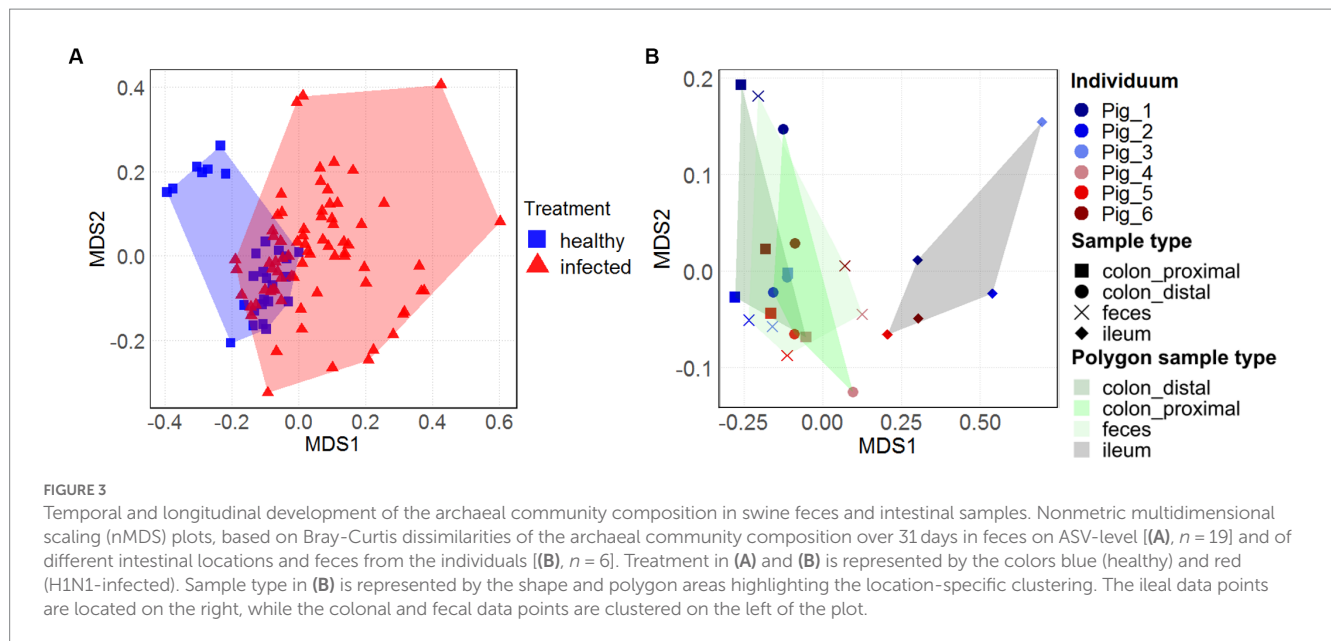 A
0.4
0.2
0.0
-0.2
MDS2
-0.4
-0.2
0.0
0.2
0.4
0.6
MDS1
Treatment
healthy
infected
B
0.2
0.1
0.0
-0.1
MDS2
-0.25
0.00
0.25
0.50
MDS1
Individuum
Pig_1
Pig_2
Pig_3
Pig_4
Pig_5
Pig_6
Sample type
colon_proximal
colon_distal
feces
ileum
Polygon sample type
colon_distal
colon_proximal
feces
ileum
FIGURE 3
Temporal and longitudinal development of the archaeal community composition in swine feces and intestinal samples. Nonmetric multidimensional
scaling (nMDS) plots, based on Bray-Curtis dissimilarities of the archaeal community composition over 31 days in feces on ASV-level [(A), n = 19] and of
different intestinal locations and feces from the individuals [(B), n = 6]. Treatment in (A) and (B) is represented by the colors blue (healthy) and red
(H1N1-infected). Sample type in (B) is represented by the shape and polygon areas highlighting the location-specific clustering. The ileal data points
are located on the right, while the colonal and fecal data points are clustered on the left of the plot.